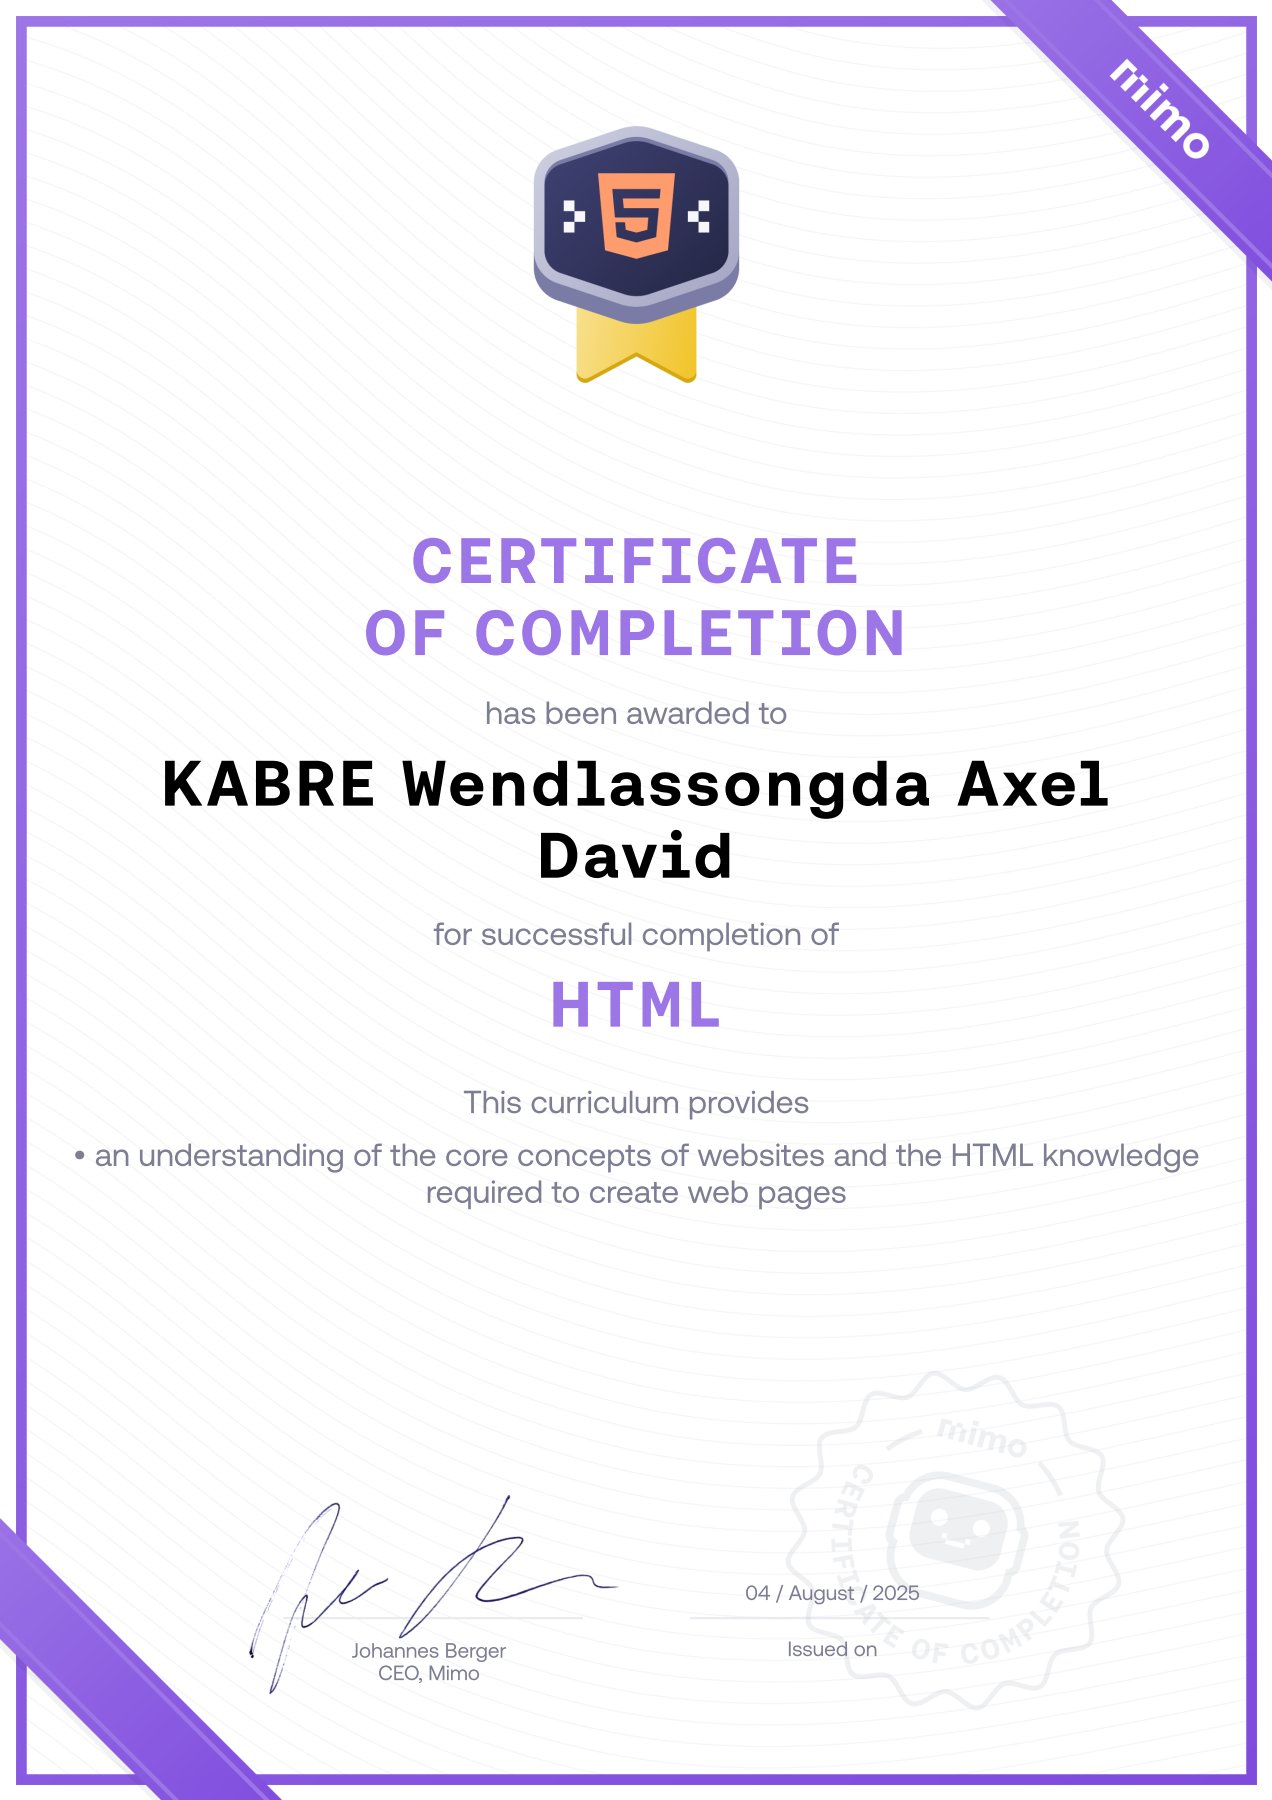 mimo
CERTIFICATE
OF COMPLETION
has been awarded to
KABRE Wendlassongda Axel
David
for successful completion of
HTML
This curriculum provides
• an understanding of the core concepts of websites and the HTML knowledge
required to create web pages
mimo
CERTIFICATE OF COMPLETION
04 / August / 2025
Johannes Berger
CEO, Mimo
Issued on